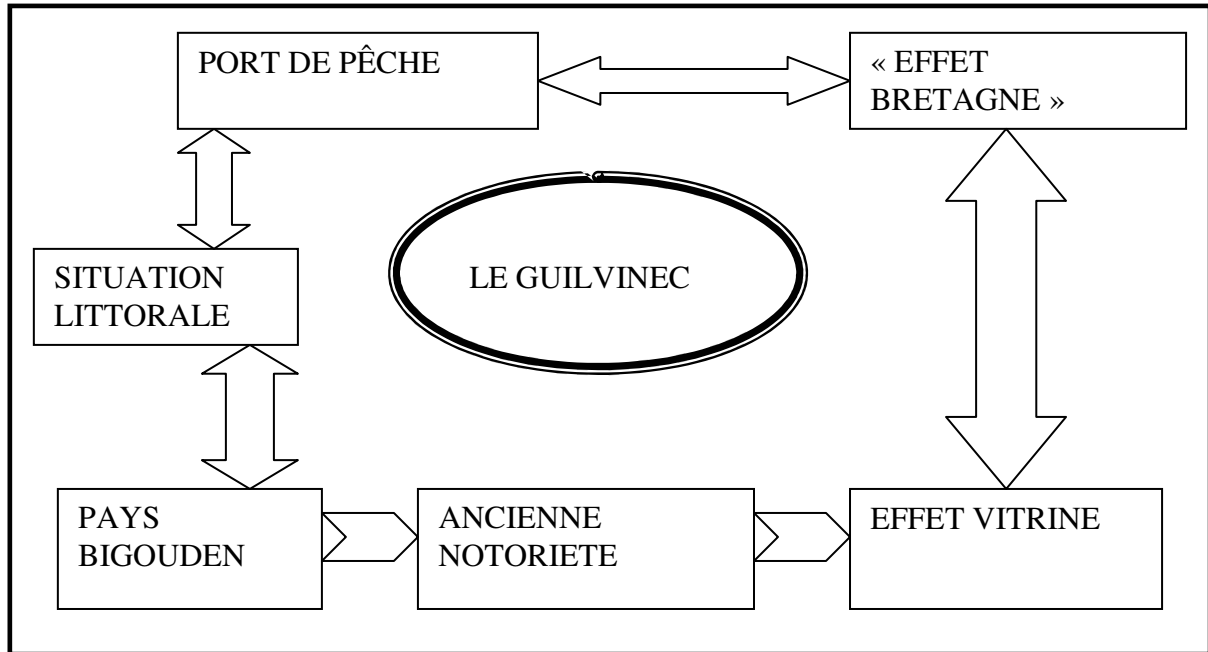 PORT DE PÊCHE
« EFFET
BRETAGNE »
LE GUILVINEC
SITUATION
LITTORALE
PAYS
BIGOUDEN
ANCIENNE
NOTORIETE
EFFET VITRINE